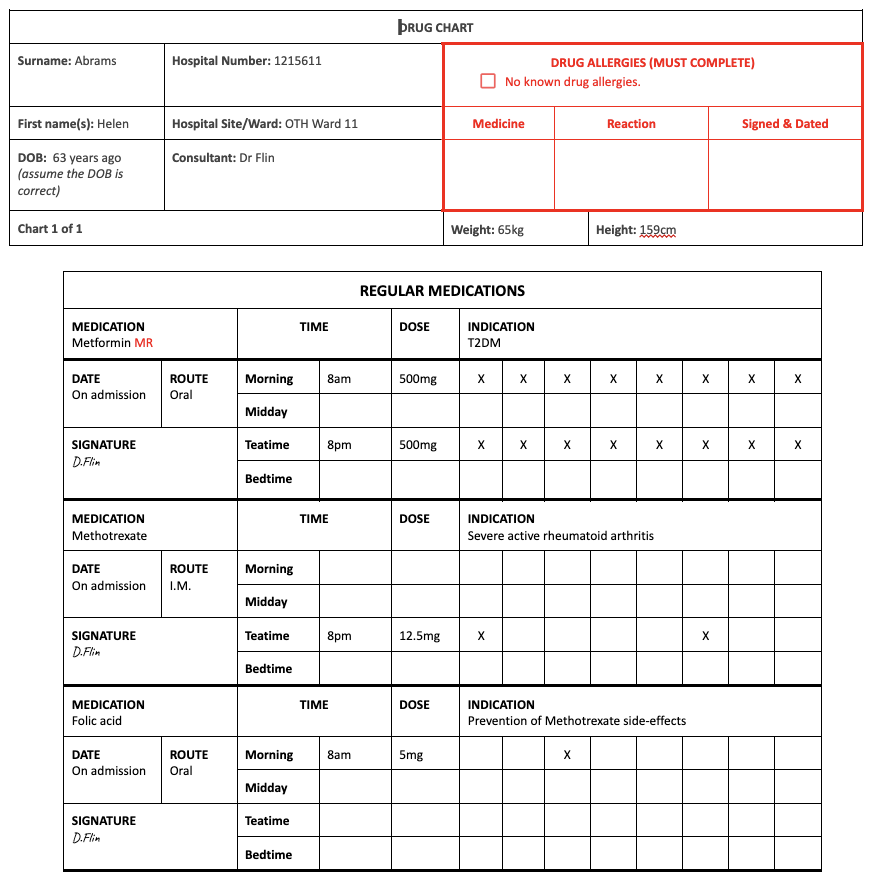 DRUG CHART
Surname: Abrams
Hospital Number: 1215611
DRUG ALLERGIES (MUST COMPLETE)
No known drug allergies.
First name(s): Helen
Hospital Site/Ward: OTH Ward 11
Medicine
Reaction
Signed & Dated
DOB: 63 years ago
(assume the DOB is
correct)
Consultant: Dr Flin
Chart 1 of 1
Weight: 65kg
Height: 159cm
REGULAR MEDICATIONS
MEDICATION
Metformin MR
TIME
DOSE
INDICATION
T2DM
DATE
On admission
ROUTE
Oral
Morning 8am 500mg X X X X X X X X
Midday
SIGNATURE
D.Flin
Teatime 8pm 500mg X X X X X X X X
Bedtime
MEDICATION
Methotrexate
TIME
DOSE
INDICATION
Severe active rheumatoid arthritis
DATE
On admission
ROUTE
I.M.
Morning
Midday
SIGNATURE
D.Flin
Teatime 8pm 12.5mg X X
Bedtime
MEDICATION
Folic acid
TIME
DOSE
INDICATION
Prevention of Methotrexate side-effects
DATE
On admission
ROUTE
Oral
Morning 8am 5mg X
Midday
SIGNATURE
D.Flin
Teatime
Bedtime